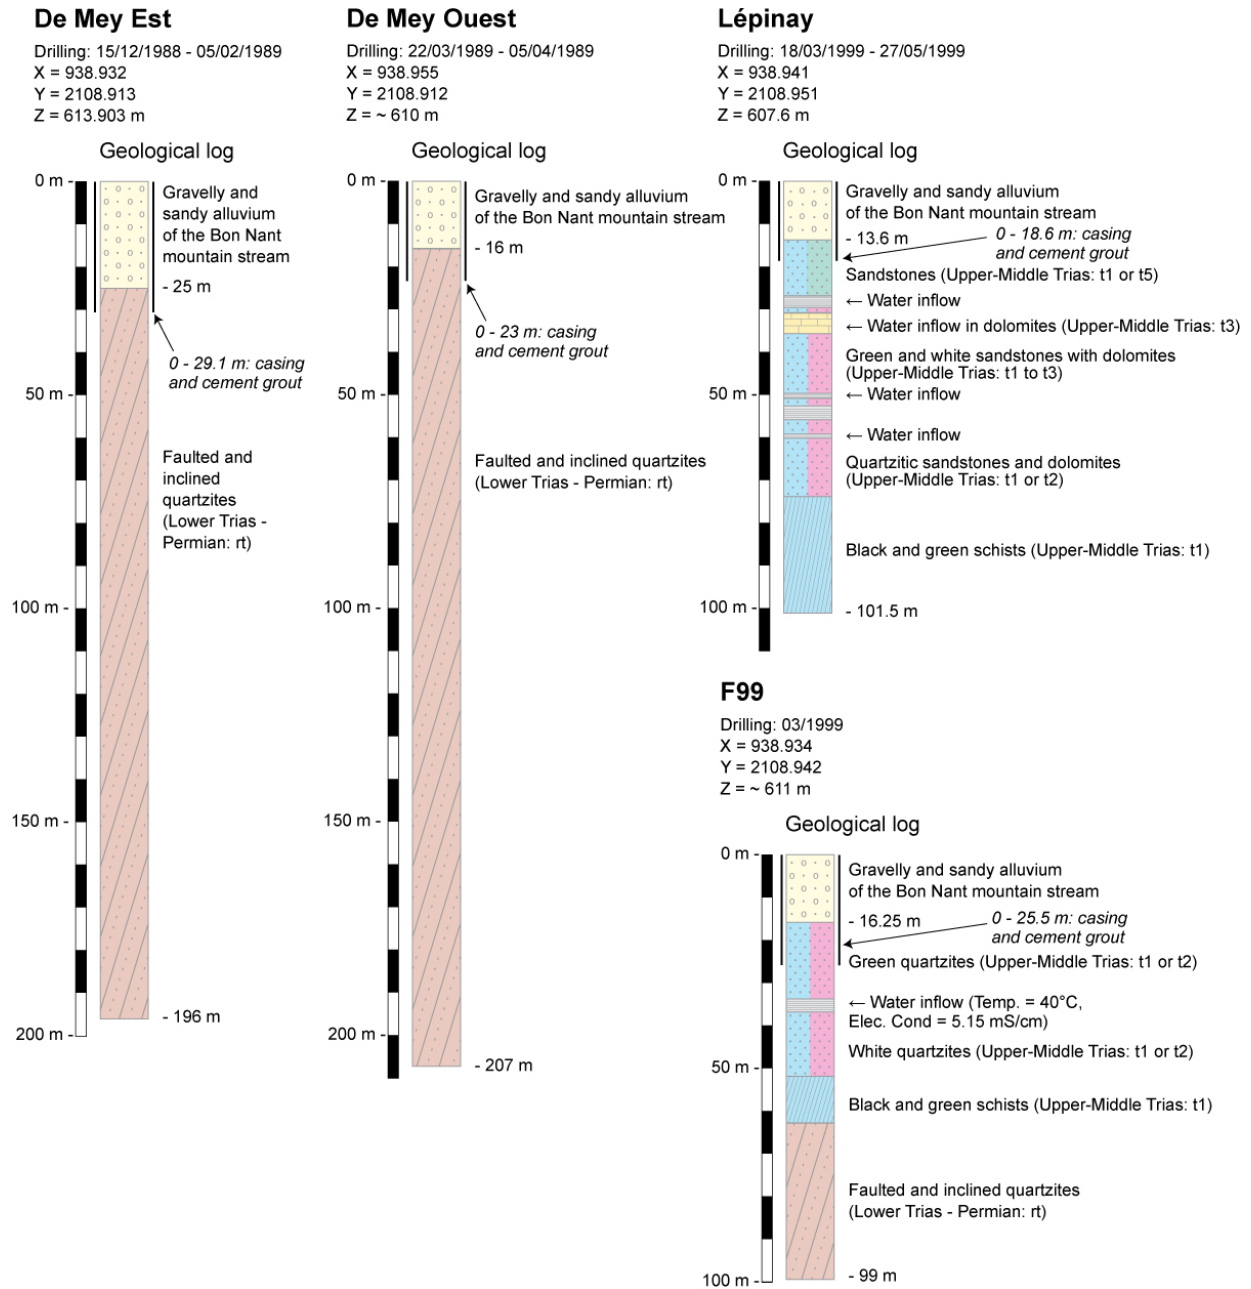 De Mey Est
Drilling: 15/12/1988 - 05/02/1989
X = 938.932
Y = 2108.913
Z = 613.903 m
Geological log
0 m -
Gravelly and
sandy alluvium
of the Bon Nant
mountain stream
- 25 m
0 - 29.1 m: casing
and cement grout
50 m -
Faulted and
inclined
quartzites
(Lower Trias -
Permian: rt)
100 m -
150 m -
- 196 m
200 m -
De Mey Ouest
Drilling: 22/03/1989 - 05/04/1989
X = 938.955
Y = 2108.912
Z = ~ 610 m
Geological log
0 m -
Gravelly and sandy alluvium
of the Bon Nant mountain stream
- 16 m
0 - 23 m: casing
and cement grout
50 m -
Faulted and inclined quartzites
(Lower Trias - Permian: rt)
100 m -
150 m -
200 m -
- 207 m
Lépinay
Drilling: 18/03/1999 - 27/05/1999
X = 938.941
Y = 2108.951
Z = 607.6 m
Geological log
0 m -
Gravelly and sandy alluvium
of the Bon Nant mountain stream
- 13.6 m
0 - 18.6 m: casing
and cement grout
Sandstones (Upper-Middle Trias: t1 or t5)
← Water inflow
← Water inflow in dolomites (Upper-Middle Trias: t3)
Green and white sandstones with dolomites
(Upper-Middle Trias: t1 to t3)
50 m -
← Water inflow
← Water inflow
Quartzitic sandstones and dolomites
(Upper-Middle Trias: t1 or t2)
Black and green schists (Upper-Middle Trias: t1)
100 m -
- 101.5 m
F99
Drilling: 03/1999
X = 938.934
Y = 2108.942
Z = ~ 611 m
Geological log
0 m -
Gravelly and sandy alluvium
of the Bon Nant mountain stream
- 16.25 m
0 - 25.5 m: casing
and cement grout
Green quartzites (Upper-Middle Trias: t1 or t2)
← Water inflow (Temp. = 40°C,
Elec. Cond = 5.15 mS/cm)
White quartzites (Upper-Middle Trias: t1 or t2)
50 m -
Black and green schists (Upper-Middle Trias: t1)
Faulted and inclined quartzites
(Lower Trias - Permian: rt)
- 99 m
100 m -